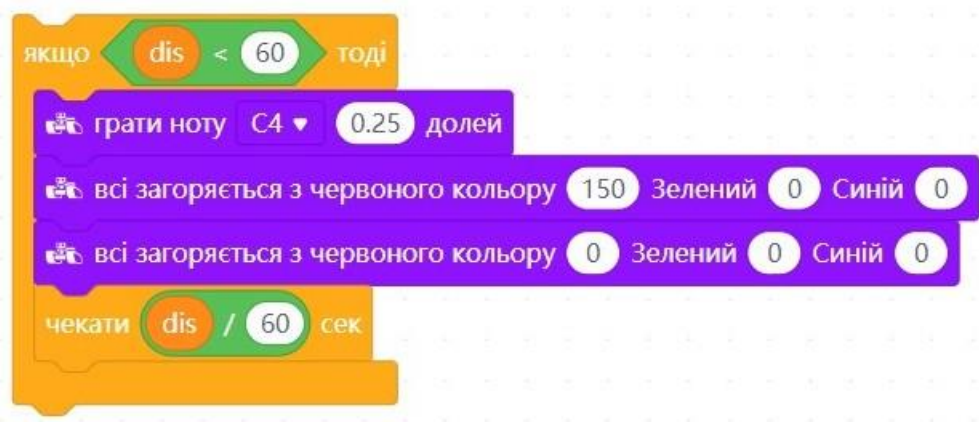 якщо dis < 60 тоді
грати ноту C4 ▾ 0.25 долей
всі загоряється з червоного кольору 150 Зелений 0 Синій 0
всі загоряється з червоного кольору 0 Зелений 0 Синій 0
чекати dis / 60 сек